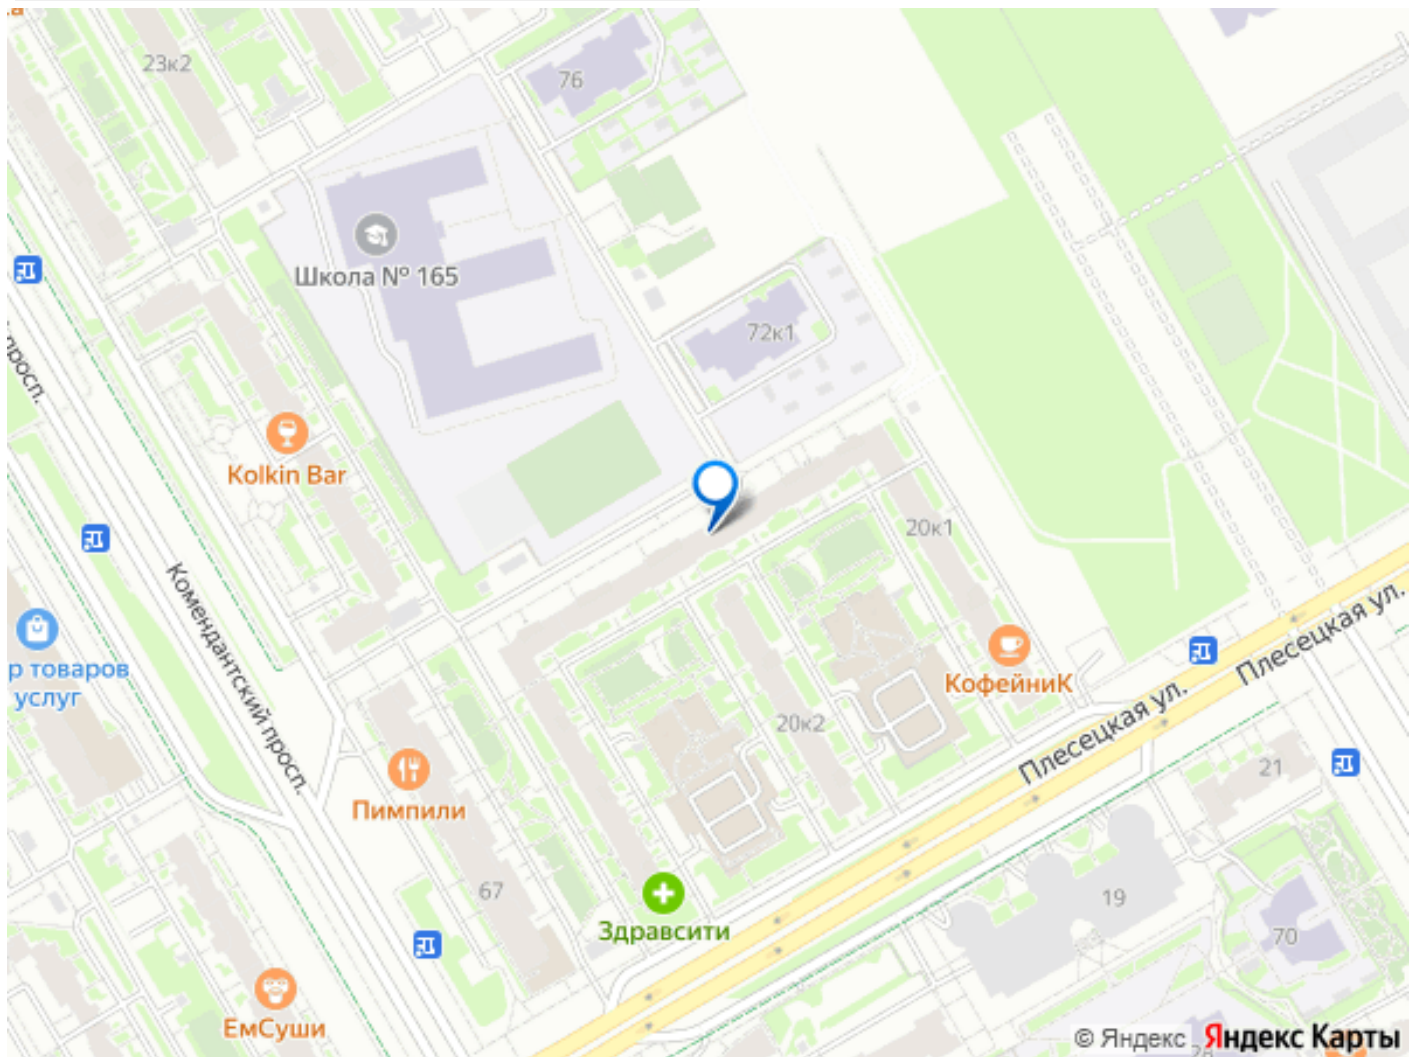 23к2
76
Школа № 165
72к1
просп.
Kolkin Bar
20к1
Комендантский просп.
р товаров
услуг
КофейниК
Плесецкая ул.
Плесецкая ул.
20к2
21
Пимпили
67
19
Здравсити
70
ЕмСуши
© Яндекс Яндекс Карты